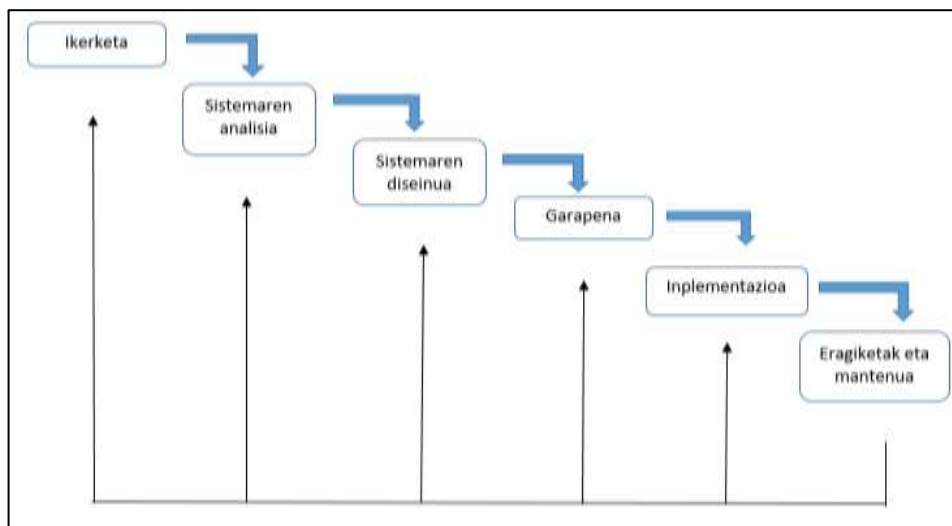 Ikerketa
Sistemaren
analisia
Sistemaren
diseinua
Garapena
Inplementazioa
Eragiketak eta
mantenua